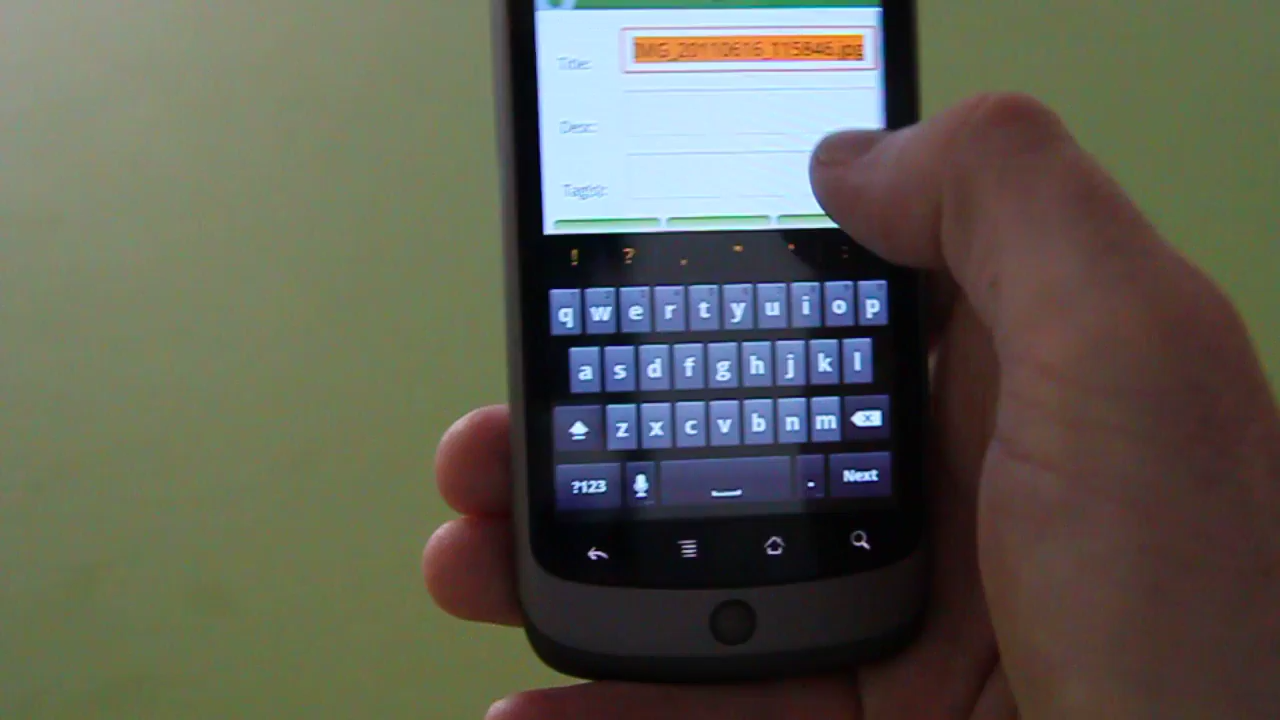 Title: IMG_20110616_115846.jpg
Desc:
Tag(s):
! ? , " ' :
q w e r t y u i o p
a s d f g h j k l
z x c v b n m
?123 . Next